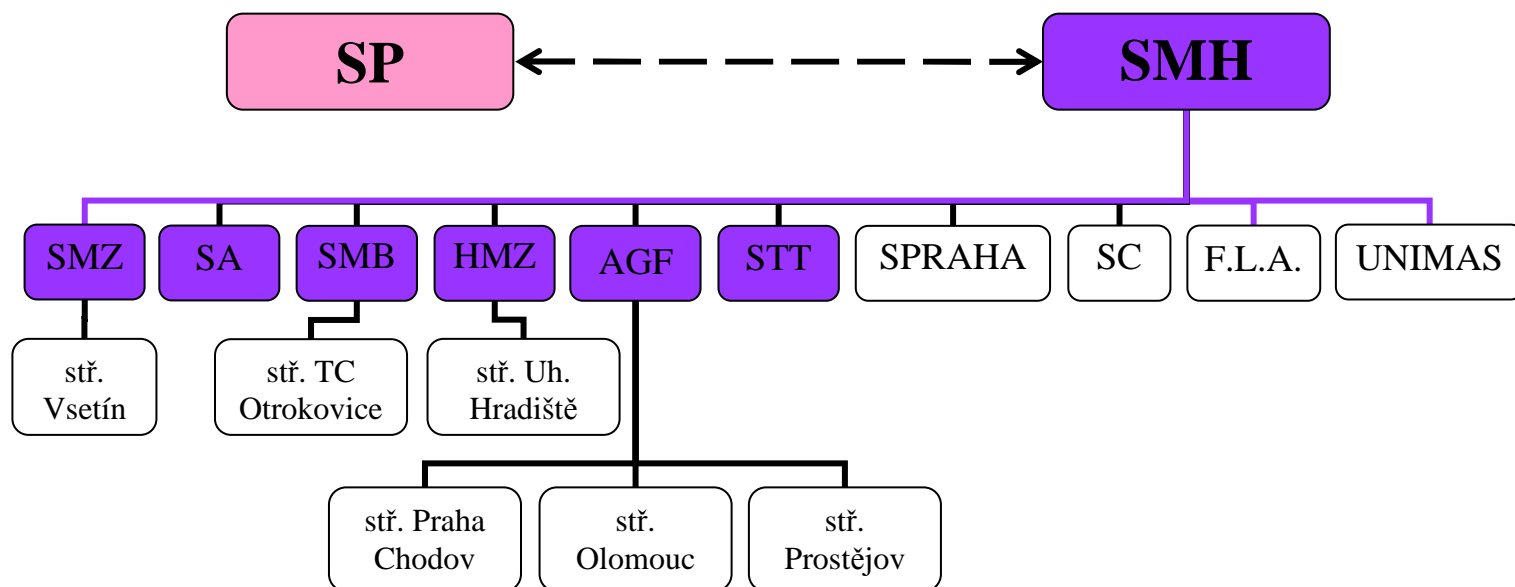 SP
SMH
SMZ
SA
SMB
HMZ
AGF
STT
SPRAHA
SC
F.L.A.
UNIMAS
stř.
Vsetín
stř. TC
Otrokovice
stř. Uh.
Hradiště
stř. Praha
Chodov
stř.
Olomouc
stř.
Prostějov